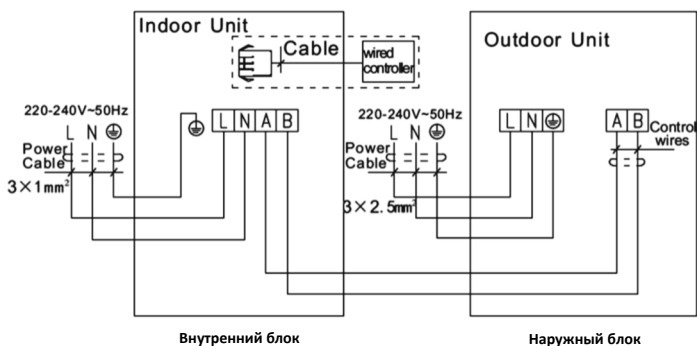 Indoor Unit
Cable
wired
controller
Outdoor Unit
220-240V~50Hz
L N
Power
Cable
3×1mm²
L N A B
220-240V~50Hz
L N
Power
Cable
3×2.5mm²
L N
A B
Control
wires
Внутренний блок
Наружный блок